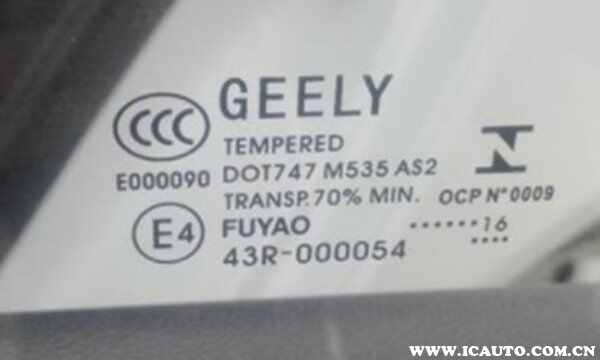 GEELY
CCC
TEMPERED
E000090 DOT747 M535 AS2
TRANSP. 70% MIN. OCP N°0009
E4 FUYAO ······16
43R-000054 ····
www.icauto.com.cn